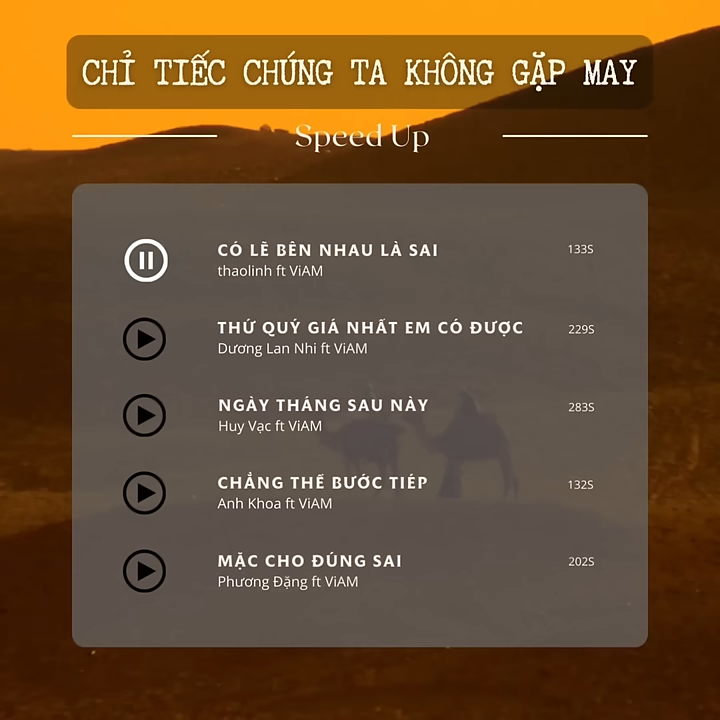 CHỈ TIẾC CHÚNG TA KHÔNG GẶP MAY
Speed Up
CÓ LẼ BÊN NHAU LÀ SAI
133S
thaolinh ft ViAM
THỨ QUÝ GIÁ NHẤT EM CÓ ĐƯỢC
229S
Dương Lan Nhi ft ViAM
NGÀY THÁNG SAU NÀY
283S
Huy Vạc ft ViAM
CHẲNG THỂ BƯỚC TIẾP
132S
Anh Khoa ft ViAM
MẶC CHO ĐÚNG SAI
202S
Phương Đặng ft ViAM